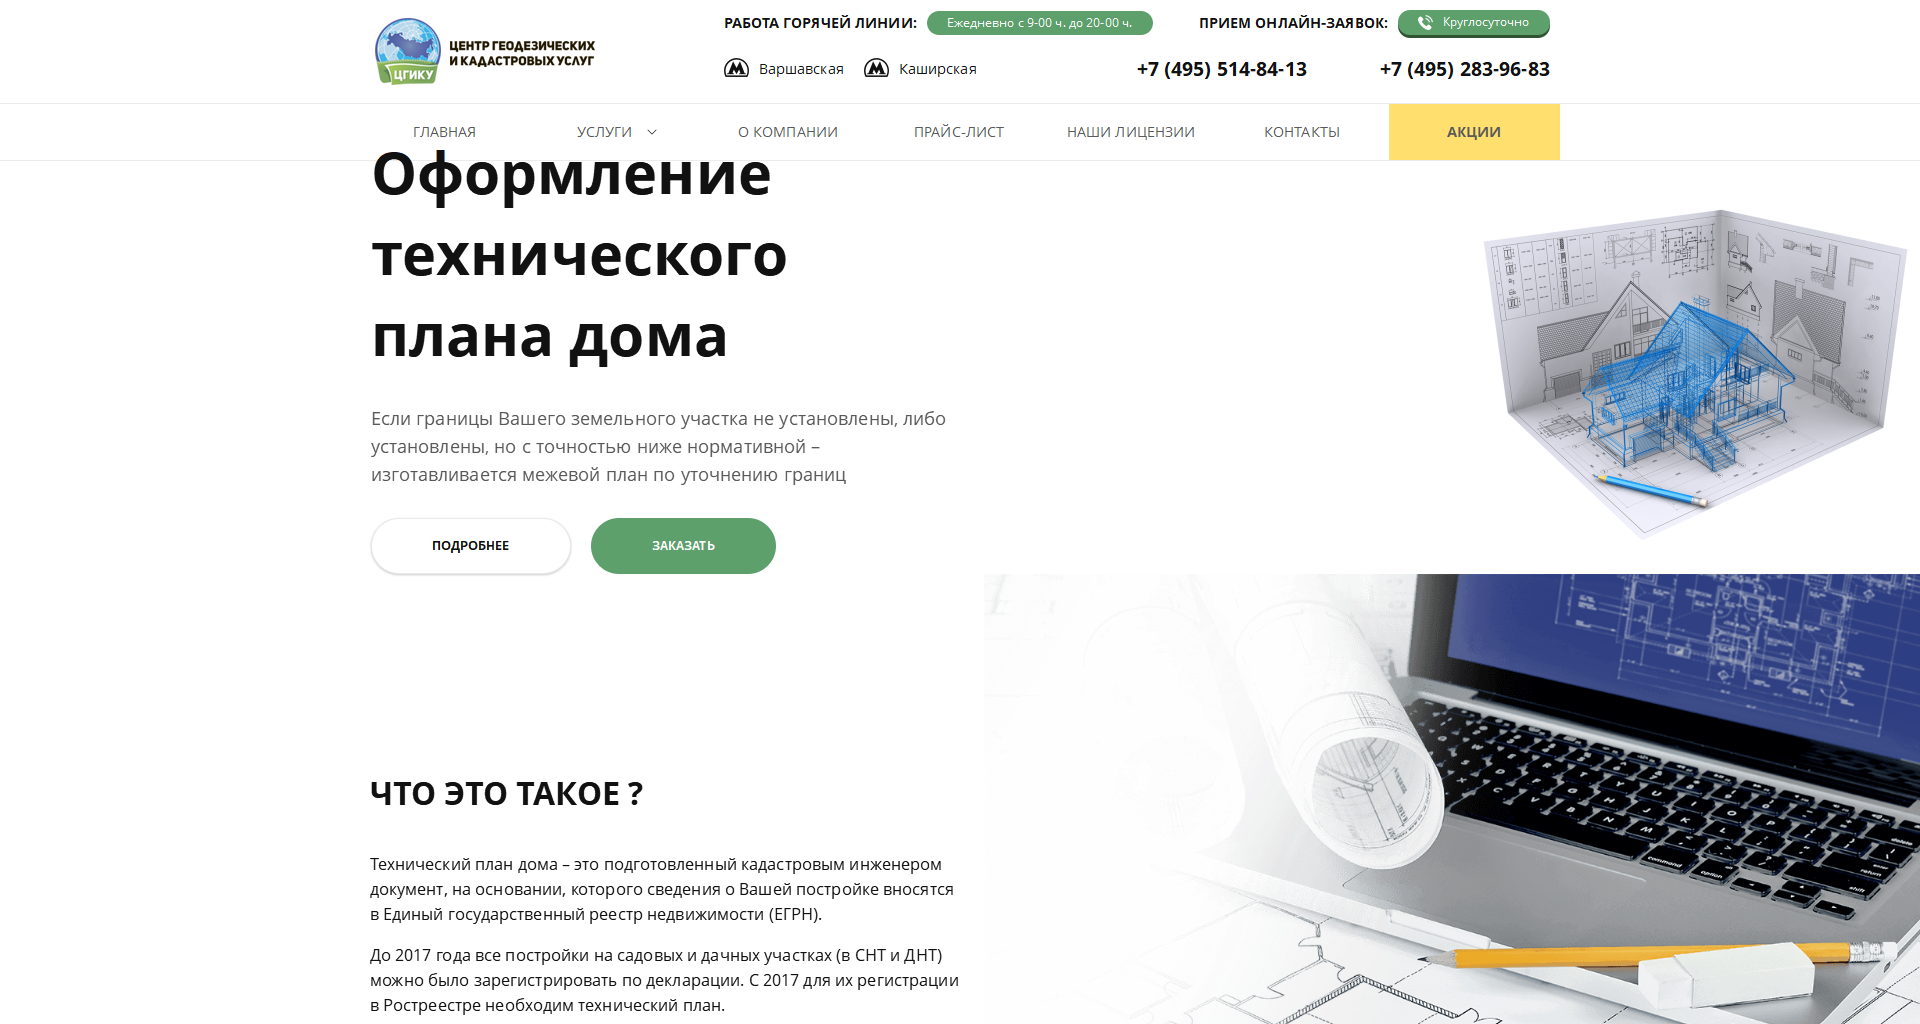 ЦЕНТР ГЕОДЕЗИЧЕСКИХ
И КАДАСТРОВЫХ УСЛУГ
ЦГИКУ
РАБОТА ГОРЯЧЕЙ ЛИНИИ: Ежедневно с 9-00 ч. до 20-00 ч. ПРИЕМ ОНЛАЙН-ЗАЯВОК: Круглосуточно
Варшавская Каширская +7 (495) 514-84-13 +7 (495) 283-96-83
ГЛАВНАЯ УСЛУГИ О КОМПАНИИ ПРАЙС-ЛИСТ НАШИ ЛИЦЕНЗИИ КОНТАКТЫ АКЦИИ
Оформление
технического
плана дома
Если границы Вашего земельного участка не установлены, либо
установлены, но с точностью ниже нормативной –
изготавливается межевой план по уточнению границ
ПОДРОБНЕЕ ЗАКАЗАТЬ
ЧТО ЭТО ТАКОЕ ?
Технический план дома – это подготовленный кадастровым инженером
документ, на основании, которого сведения о Вашей постройке вносятся
в Единый государственный реестр недвижимости (ЕГРН).
До 2017 года все постройки на садовых и дачных участках (в СНТ и ДНТ)
можно было зарегистрировать по декларации. С 2017 для их регистрации
в Росреестре необходим технический план.
command
option
return
shift